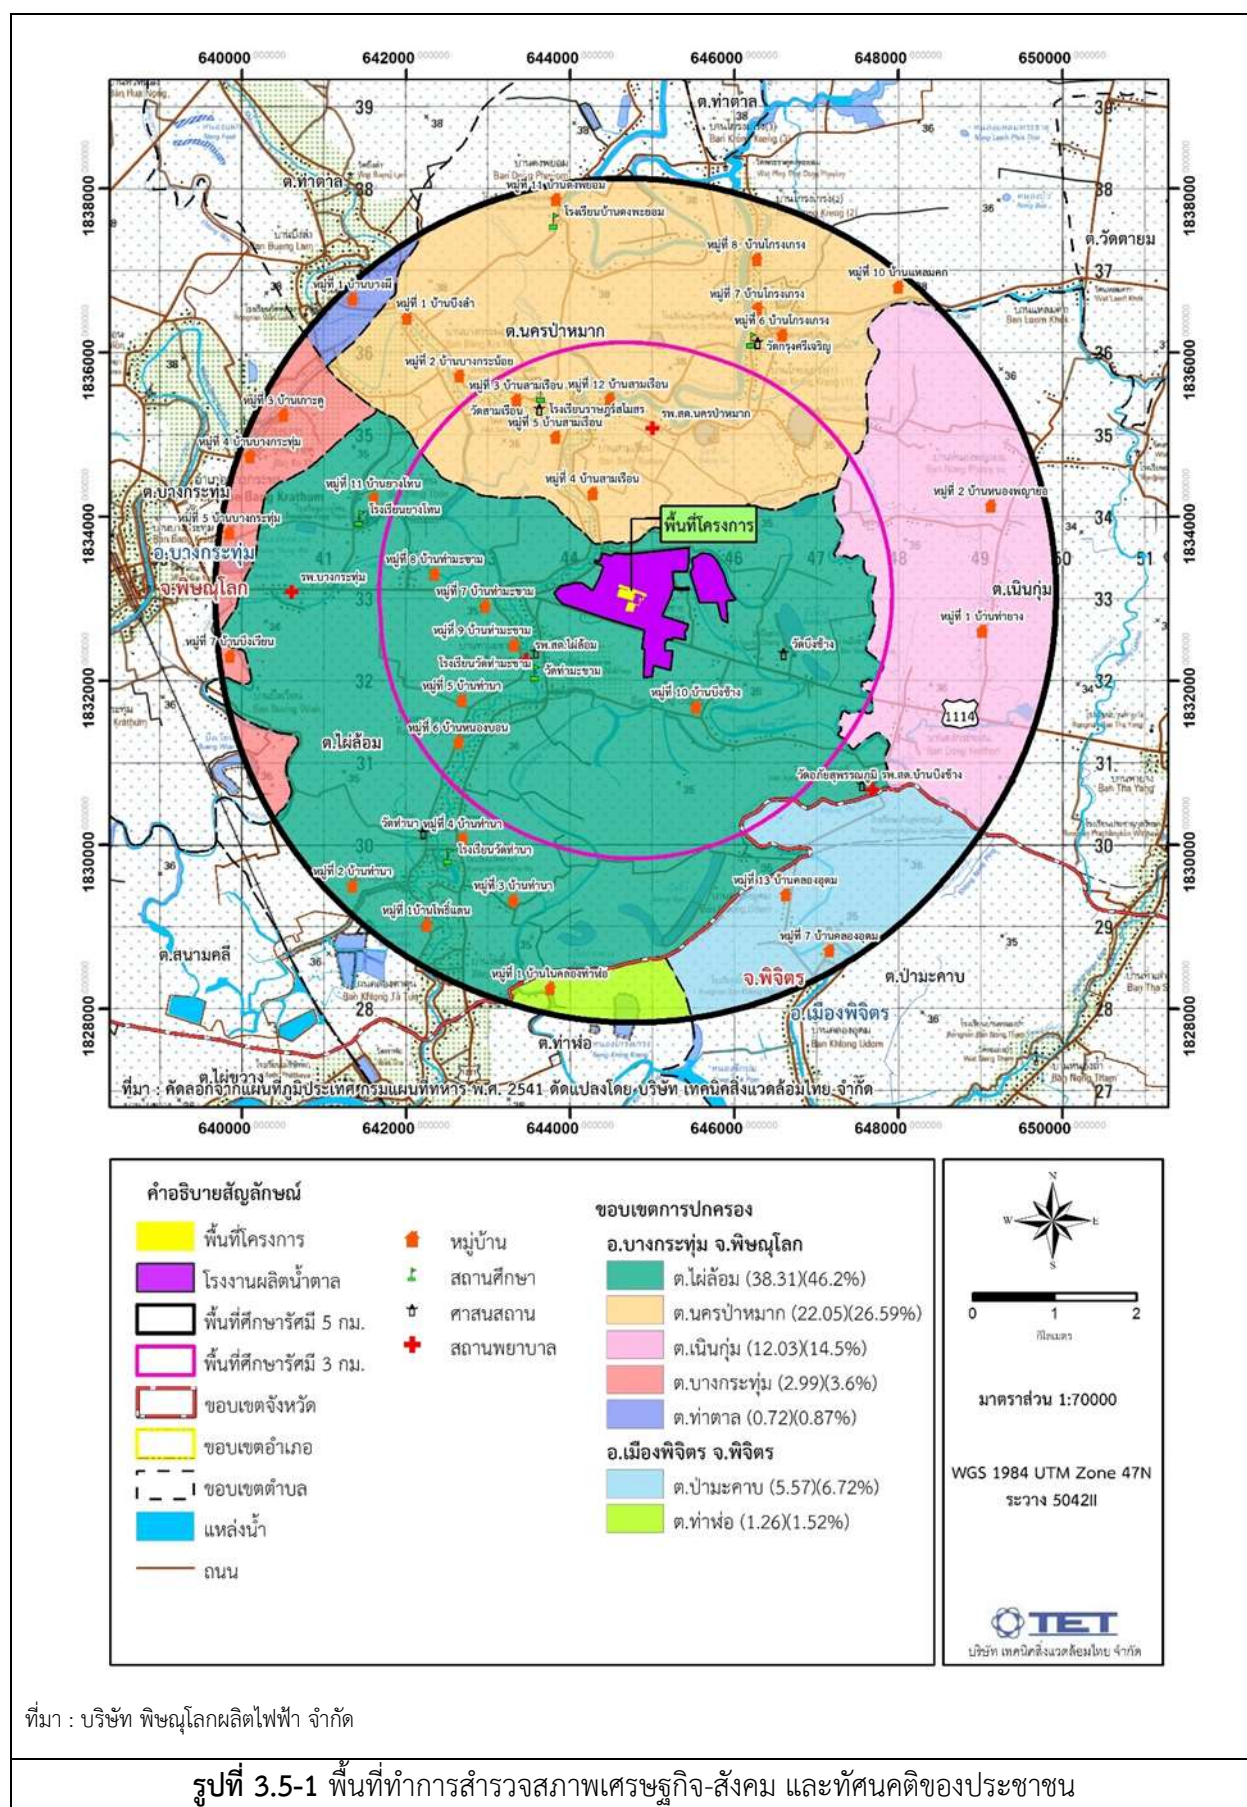 640000 642000 644000 646000 648000 650000
ต.ท่าตาล
บ้านดงพยอม
หมู่ที่ 11 บ้านดงพยอม
โรงเรียนบ้านดงพะยอม
ต.ท่าตาล
ต.วัดตายม
บ้านบึงลำ
Ban Bueng Lam
หมู่ที่ 8 บ้านโกรงเกรง
หมู่ที่ 10 บ้านแหลมคก
หมู่ที่ 1 บ้านบางผี
หมู่ที่ 1 บ้านบึงลำ
หมู่ที่ 7 บ้านโกรงเกรง
หมู่ที่ 6 บ้านโกรงเกรง
Ban Laem Khok
ต.นครป่าหมาก
วัดกรุงศรีเจริญ
หมู่ที่ 2 บ้านบางกระน้อย
หมู่ที่ 3 บ้านสามเรือน
หมู่ที่ 12 บ้านสามเรือน
หมู่ที่ 3 บ้านเกาะคู
วัดสามเรือน
โรงเรียนราษฎร์สโมสร
รพ.สต.นครป่าหมาก
หมู่ที่ 5 บ้านสามเรือน
หมู่ที่ 4 บ้านบางกระทุ่ม
หมู่ที่ 11 บ้านยางโทน
หมู่ที่ 4 บ้านสามเรือน
หมู่ที่ 2 บ้านหนองพญายอ
ต.บางกระทุ่ม
โรงเรียนยางโทน
หมู่ที่ 5 บ้านบางกระทุ่ม
พื้นที่โครงการ
อ.บางกระทุ่ม
หมู่ที่ 8 บ้านท่ามะขาม
รพ.บางกระทุ่ม
จ.พิษณุโลก
ต.เนินกุ่ม
หมู่ที่ 7 บ้านท่ามะขาม
หมู่ที่ 1 บ้านท่ายาง
หมู่ที่ 7 บ้านบึงเวียน
หมู่ที่ 9 บ้านท่ามะขาม
รพ.สต.ไผ่ล้อม
วัดบึงช้าง
โรงเรียนวัดท่ามะขาม
วัดท่ามะขาม
หมู่ที่ 5 บ้านท่านา
หมู่ที่ 10 บ้านบึงช้าง
1114
หมู่ที่ 6 บ้านหนองบอน
ต.ไผ่ล้อม
วัดอภัยสุพรรณภูมิ รพ.สต.บ้านบึงช้าง
Ban Tha Yang
วัดท่านา
หมู่ที่ 4 บ้านท่านา
โรงเรียนวัดท่านา
หมู่ที่ 2 บ้านท่านา
หมู่ที่ 3 บ้านท่านา
หมู่ที่ 13 บ้านคลองอุดม
หมู่ที่ 1บ้านโพธิ์แดน
หมู่ที่ 7 บ้านคลองอุดม
ต.สนามคลี
หมู่ที่ 1 บ้านในคลองท่าฬ่อ
จ.พิจิตร
ต.ป่ามะคาบ
อ.เมืองพิจิตร
ต.ท่าฬ่อ
บ้านคลองอุดม
Ban Khlong Udom
ต.ไผ่ขวาง
ที่มา : คัดลอกจากแผนที่ภูมิประเทศกรมแผนที่ทหาร พ.ศ. 2541 ดัดแปลงโดย บริษัท เทคนิคสิ่งแวดล้อมไทย จำกัด
1838000
1836000
1834000
1832000
1830000
1828000
640000 642000 644000 646000 648000 650000
คำอธิบายสัญลักษณ์
พื้นที่โครงการ
โรงงานผลิตน้ำตาล
พื้นที่ศึกษารัศมี 5 กม.
พื้นที่ศึกษารัศมี 3 กม.
ขอบเขตจังหวัด
ขอบเขตอำเภอ
ขอบเขตตำบล
แหล่งน้ำ
ถนน
หมู่บ้าน
สถานศึกษา
ศาสนสถาน
สถานพยาบาล
ขอบเขตการปกครอง
อ.บางกระทุ่ม จ.พิษณุโลก
ต.ไผ่ล้อม (38.31)(46.2%)
ต.นครป่าหมาก (22.05)(26.59%)
ต.เนินกุ่ม (12.03)(14.5%)
ต.บางกระทุ่ม (2.99)(3.6%)
ต.ท่าตาล (0.72)(0.87%)
อ.เมืองพิจิตร จ.พิจิตร
ต.ป่ามะคาบ (5.57)(6.72%)
ต.ท่าฬ่อ (1.26)(1.52%)
N
W E
S
0 1 2
กิโลเมตร
มาตราส่วน 1:70000
WGS 1984 UTM Zone 47N
ระวาง 5042II
TET
บริษัท เทคนิคสิ่งแวดล้อมไทย จำกัด
ที่มา : บริษัท พิษณุโลกผลิตไฟฟ้า จำกัด
รูปที่ 3.5-1 พื้นที่ทำการสำรวจสภาพเศรษฐกิจ-สังคม และทัศนคติของประชาชน